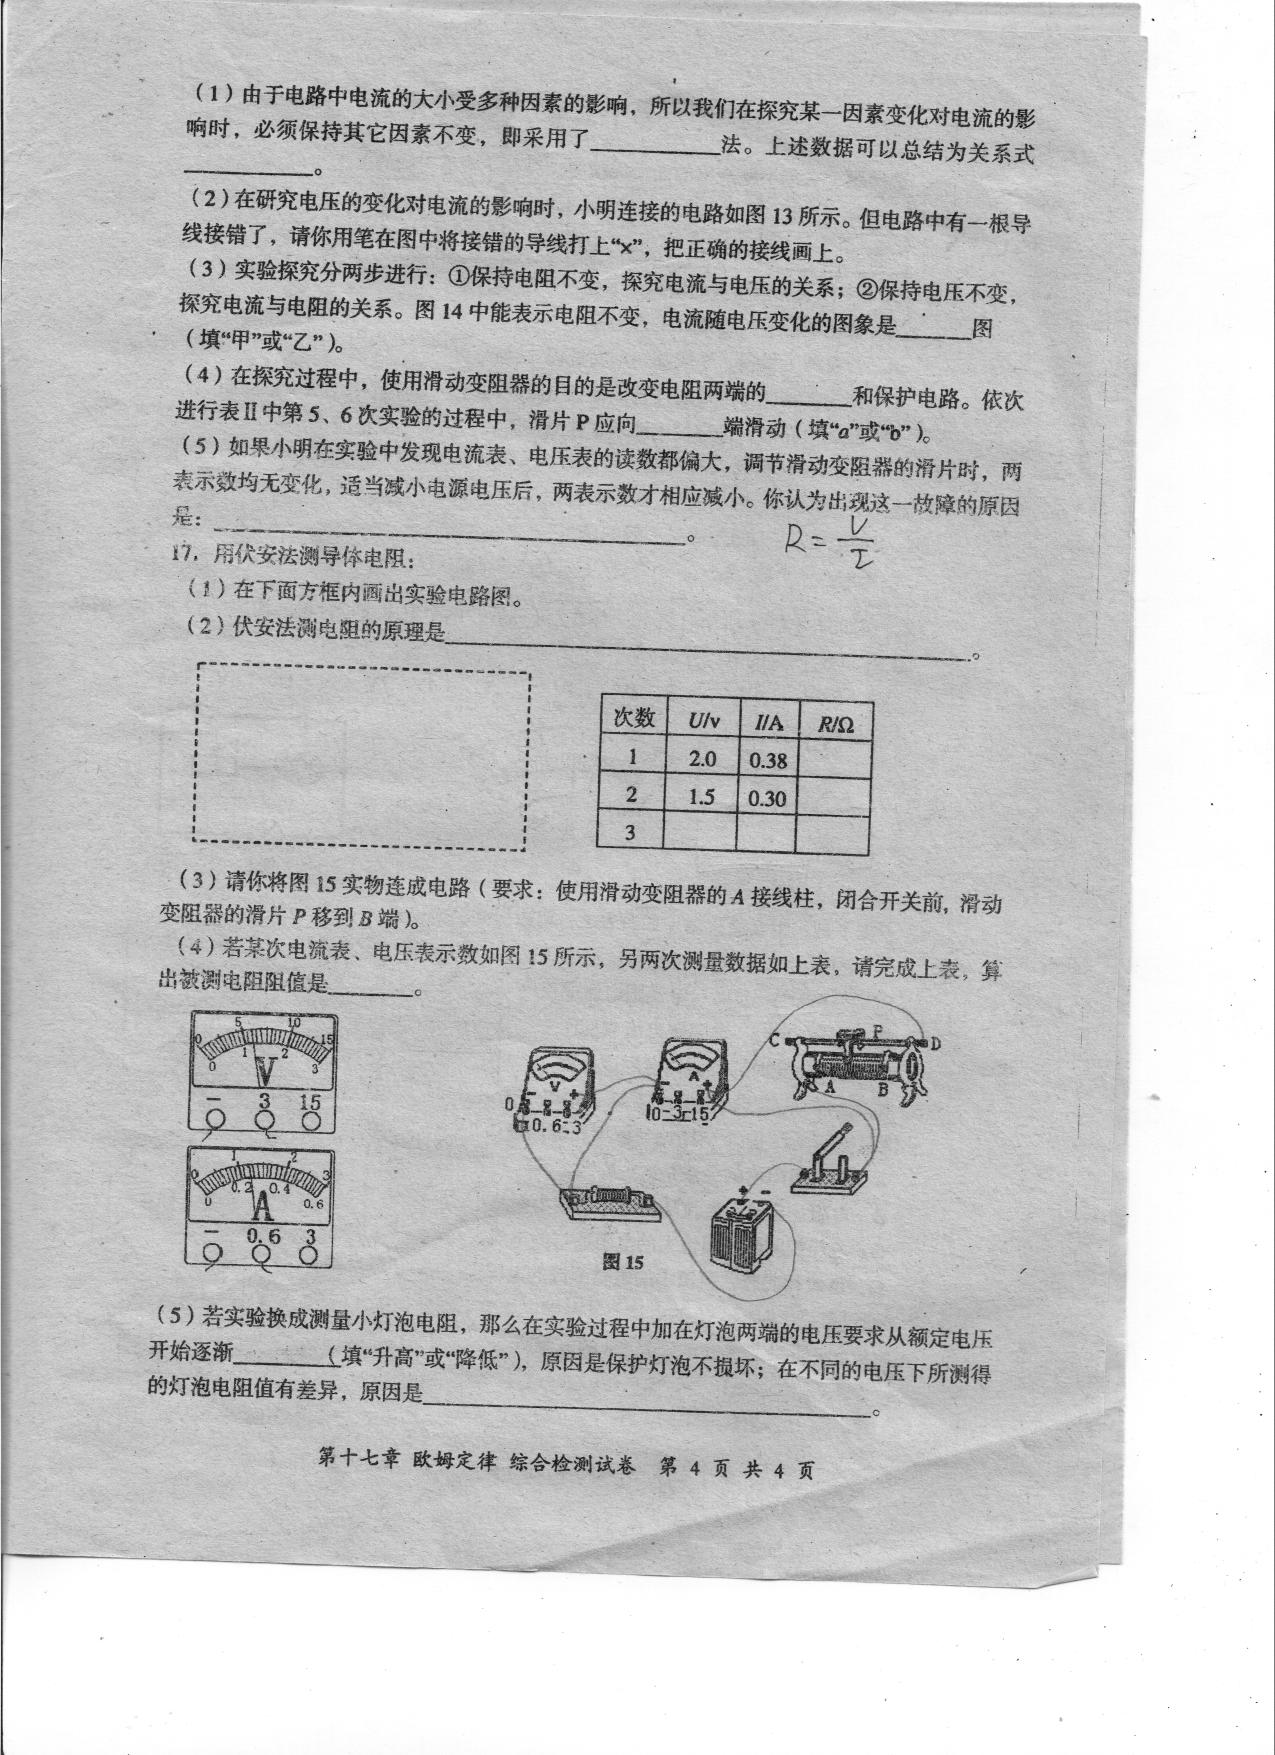 （1）由于电路中电流的大小受多种因素的影响，所以我们在探究某一因素变化对电流的影
响时，必须保持其它因素不变，即采用了__________法。上述数据可以总结为关系式
__________。
（2）在研究电压的变化对电流的影响时，小明连接的电路如图 13 所示。但电路中有一根导
线接错了，请你用笔在图中将接错的导线打上“×”，把正确的接线画上。
（3）实验探究分两步进行：①保持电阻不变，探究电流与电压的关系；②保持电压不变，
探究电流与电阻的关系。图 14 中能表示电阻不变，电流随电压变化的图象是______图
（填“甲”或“乙”）。
（4）在探究过程中，使用滑动变阻器的目的是改变电阻两端的_______和保护电路。依次
进行表Ⅱ中第 5、6 次实验的过程中，滑片 P 应向_______端滑动（填“a”或“b”）。
（5）如果小明在实验中发现电流表、电压表的读数都偏大，调节滑动变阻器的滑片时，两
表示数均无变化，适当减小电源电压后，两表示数才相应减小。你认为出现这一故障的原因
是：______________________________。
R=V/I
17．用伏安法测导体电阻：
（1）在下面方框内画出实验电路图。
（2）伏安法测电阻的原理是______________________________。
次数 U/v I/A R/Ω
1 2.0 0.38
2 1.5 0.30
3
（3）请你将图 15 实物连成电路（要求：使用滑动变阻器的 A 接线柱，闭合开关前，滑动
变阻器的滑片 P 移到 B 端）。
（4）若某次电流表、电压表示数如图 15 所示，另两次测量数据如上表，请完成上表，算
出被测电阻阻值是_______。
0 5 10 15
0 1 2 3
V
− 3 15
0 1 2 3
0 0.2 0.4 0.6
A
− 0.6 3
V
− +
0.6 3
A
− +
0 3 15
C P D
A B
+ −
图 15
（5）若实验换成测量小灯泡电阻，那么在实验过程中加在灯泡两端的电压要求从额定电压
开始逐渐________（填“升高”或“降低”），原因是保护灯泡不损坏；在不同的电压下所测得
的灯泡电阻值有差异，原因是______________________________。
第十七章 欧姆定律 综合检测试卷 第 4 页 共 4 页